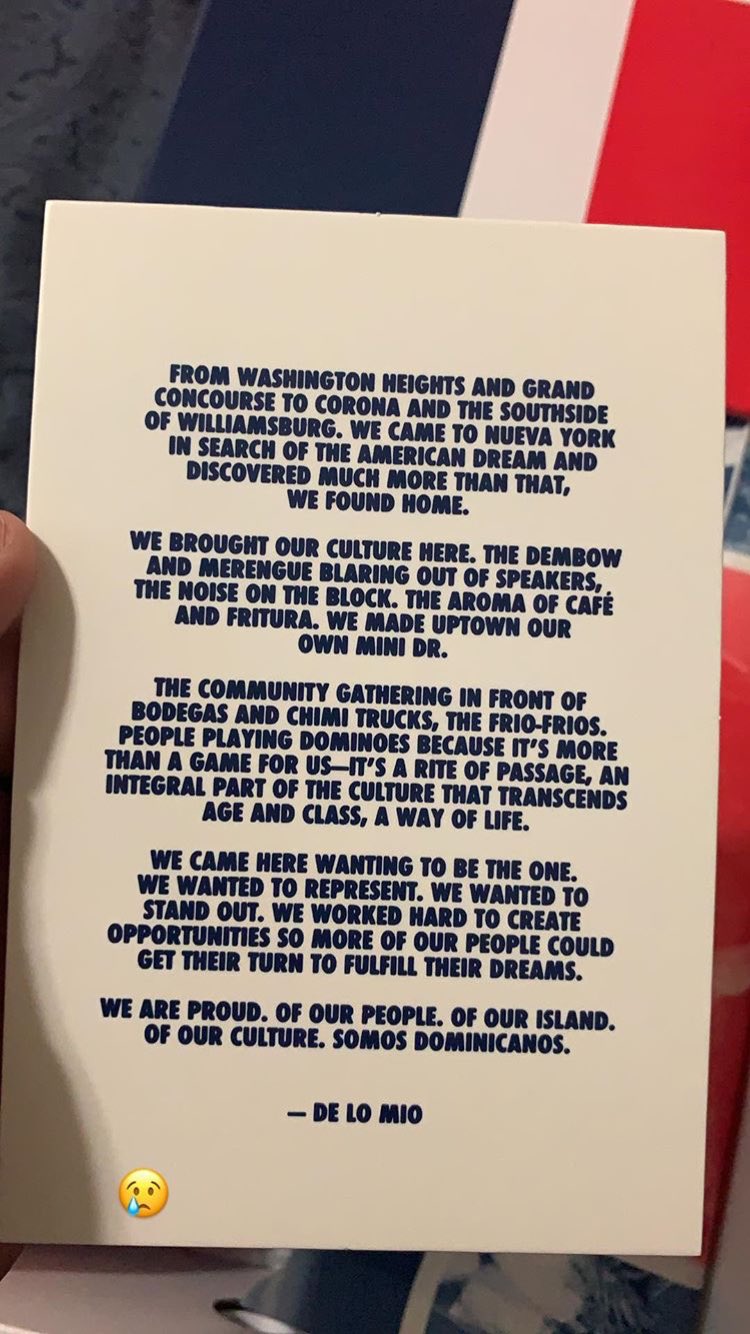 FROM WASHINGTON HEIGHTS AND GRAND
CONCOURSE TO CORONA AND THE SOUTHSIDE
OF WILLIAMSBURG. WE CAME TO NUEVA YORK
IN SEARCH OF THE AMERICAN DREAM AND
DISCOVERED MUCH MORE THAN THAT,
WE FOUND HOME.
WE BROUGHT OUR CULTURE HERE. THE DEMBOW
AND MERENGUE BLARING OUT OF SPEAKERS,
THE NOISE ON THE BLOCK. THE AROMA OF CAFÉ
AND FRITURA. WE MADE UPTOWN OUR
OWN MINI DR.
THE COMMUNITY GATHERING IN FRONT OF
BODEGAS AND CHIMI TRUCKS, THE FRIO-FRIOS.
PEOPLE PLAYING DOMINOES BECAUSE IT'S MORE
THAN A GAME FOR US—IT'S A RITE OF PASSAGE, AN
INTEGRAL PART OF THE CULTURE THAT TRANSCENDS
AGE AND CLASS, A WAY OF LIFE.
WE CAME HERE WANTING TO BE THE ONE.
WE WANTED TO REPRESENT. WE WANTED TO
STAND OUT. WE WORKED HARD TO CREATE
OPPORTUNITIES SO MORE OF OUR PEOPLE COULD
GET THEIR TURN TO FULFILL THEIR DREAMS.
WE ARE PROUD. OF OUR PEOPLE. OF OUR ISLAND.
OF OUR CULTURE. SOMOS DOMINICANOS.
— DE LO MIO